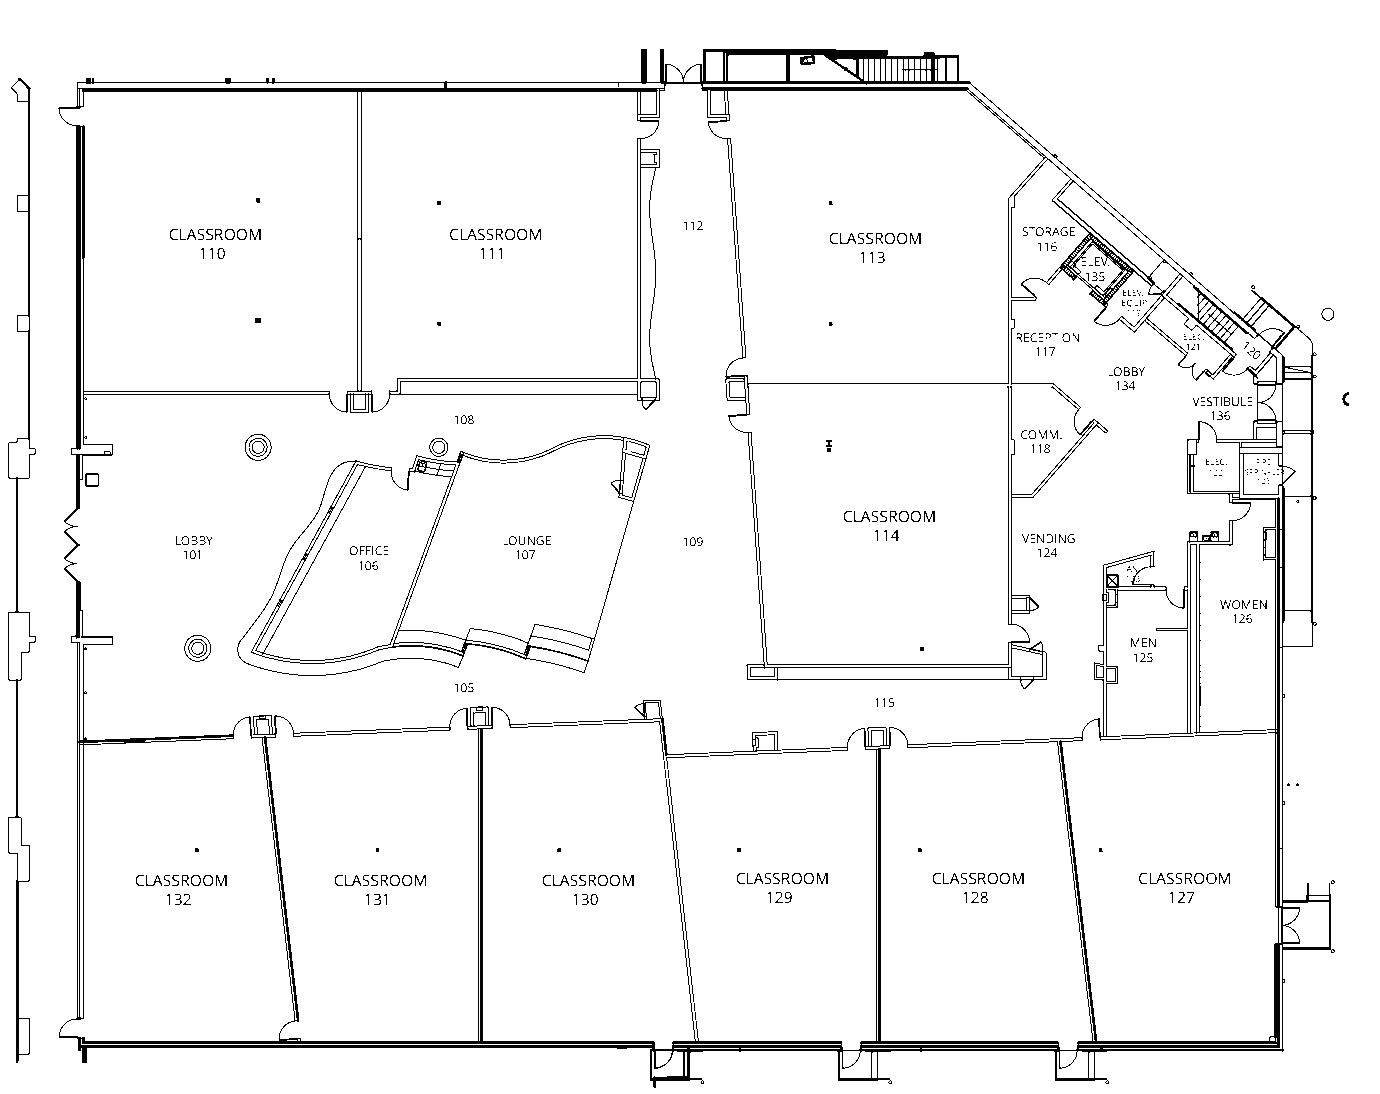 CLASSROOM
110
CLASSROOM
111
112
CLASSROOM
113
STORAGE
116
ELEV.
135
ELEV.
EQUIP.
RECEPTION
117
ELEC.
121
120
LOBBY
134
VESTIBULE
136
108
COMM.
118
ELEC.
FIRE
SPRINKLER
LOBBY
101
OFFICE
106
LOUNGE
107
109
CLASSROOM
114
VENDING
124
WOMEN
126
MEN
125
105
115
CLASSROOM
132
CLASSROOM
131
CLASSROOM
130
CLASSROOM
129
CLASSROOM
128
CLASSROOM
127